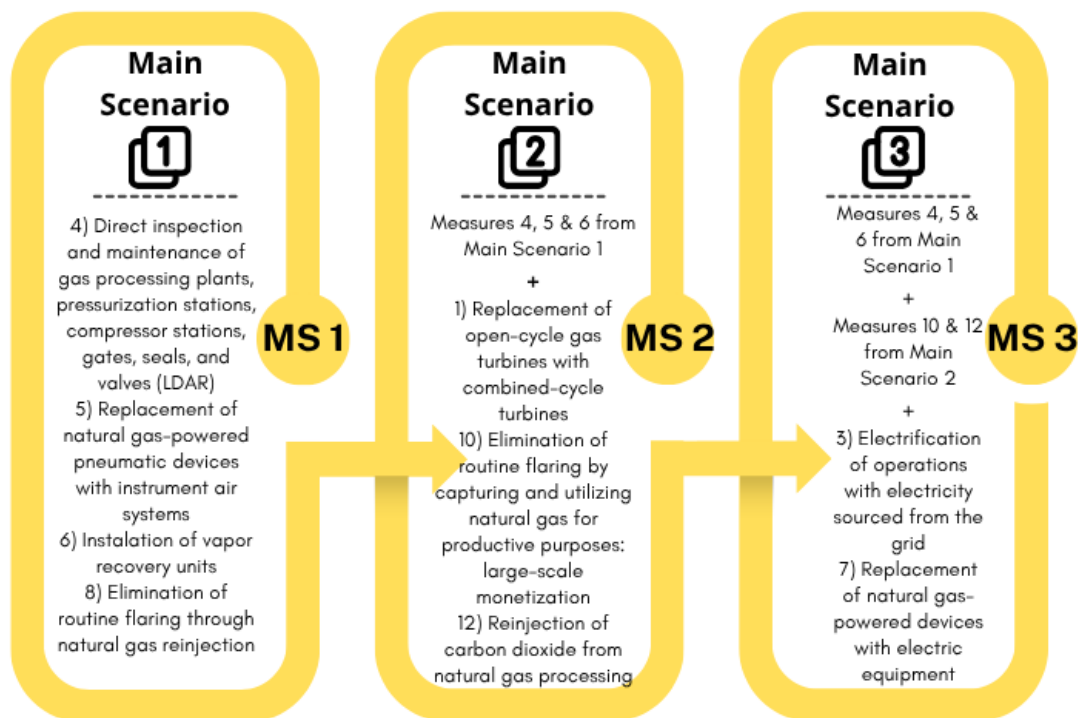 Main
Scenario
1
4) Direct inspection
and maintenance of
gas processing plants,
pressurization stations,
compressor stations,
gates, seals, and
valves (LDAR)
5) Replacement of
natural gas-powered
pneumatic devices
with instrument air
systems
6) Instalation of vapor
recovery units
8) Elimination of
routine flaring through
natural gas reinjection
MS 1
Main
Scenario
2
Measures 4, 5 & 6 from
Main Scenario 1
+
1) Replacement of
open-cycle gas
turbines with
combined-cycle
turbines
10) Elimination of
routine flaring by
capturing and utilizing
natural gas for
productive purposes:
large-scale
monetization
12) Reinjection of
carbon dioxide from
natural gas processing
MS 2
Main
Scenario
3
Measures 4, 5 &
6 from Main
Scenario 1
+
Measures 10 & 12
from Main
Scenario 2
+
3) Electrification
of operations
with electricity
sourced from the
grid
7) Replacement
of natural gas-
powered devices
with electric
equipment
MS 3